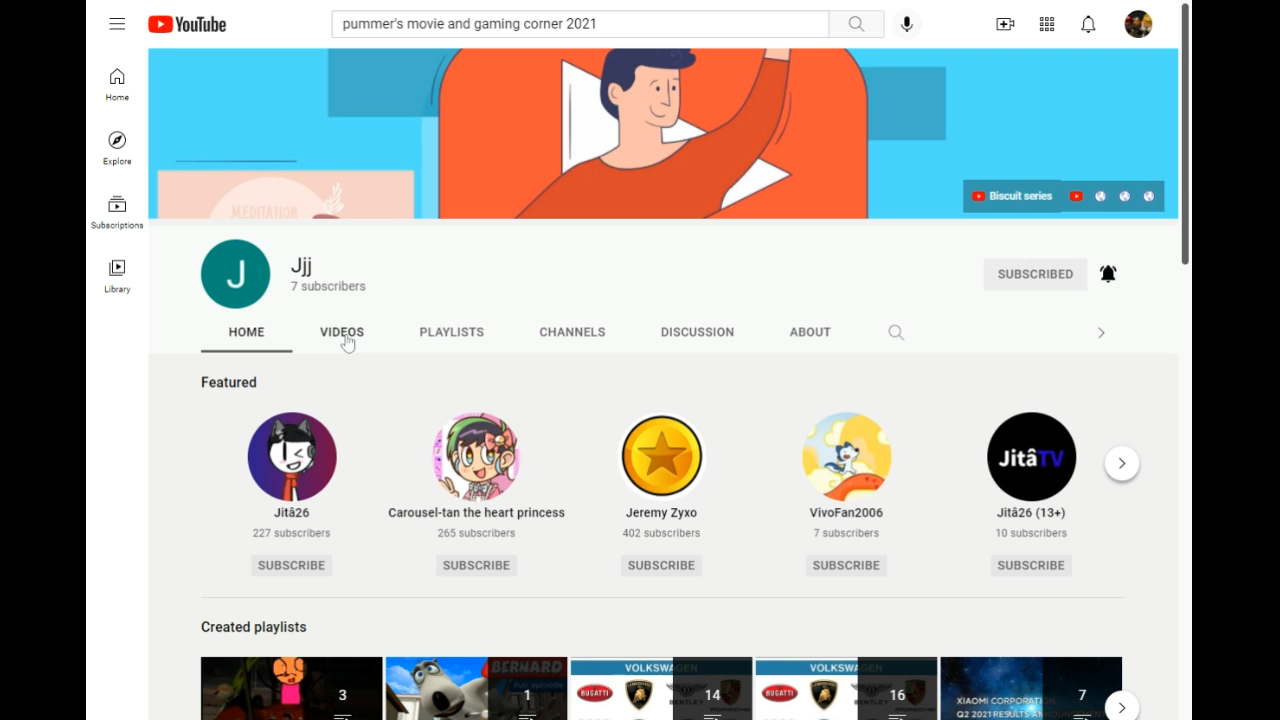 YouTube
pummer's movie and gaming corner 2021
Home
Explore
Subscriptions
Library
MEDITATION
Biscuit series
J
Jjj
7 subscribers
SUBSCRIBED
HOME VIDEOS PLAYLISTS CHANNELS DISCUSSION ABOUT
Featured
JitâTV
Jitâ26 Carousel-tan the heart princess Jeremy Zyxo VivoFan2006 Jitâ26 (13+)
227 subscribers 265 subscribers 402 subscribers 7 subscribers 10 subscribers
SUBSCRIBE SUBSCRIBE SUBSCRIBE SUBSCRIBE SUBSCRIBE
Created playlists
BERNARD VOLKSWAGEN VOLKSWAGEN
BUGATTI BENTLEY BUGATTI BENTLEY
3 1 14 16 7
XIAOMI CORPORATION
Q2 2021 RESULTS ANNOUNCEMENT